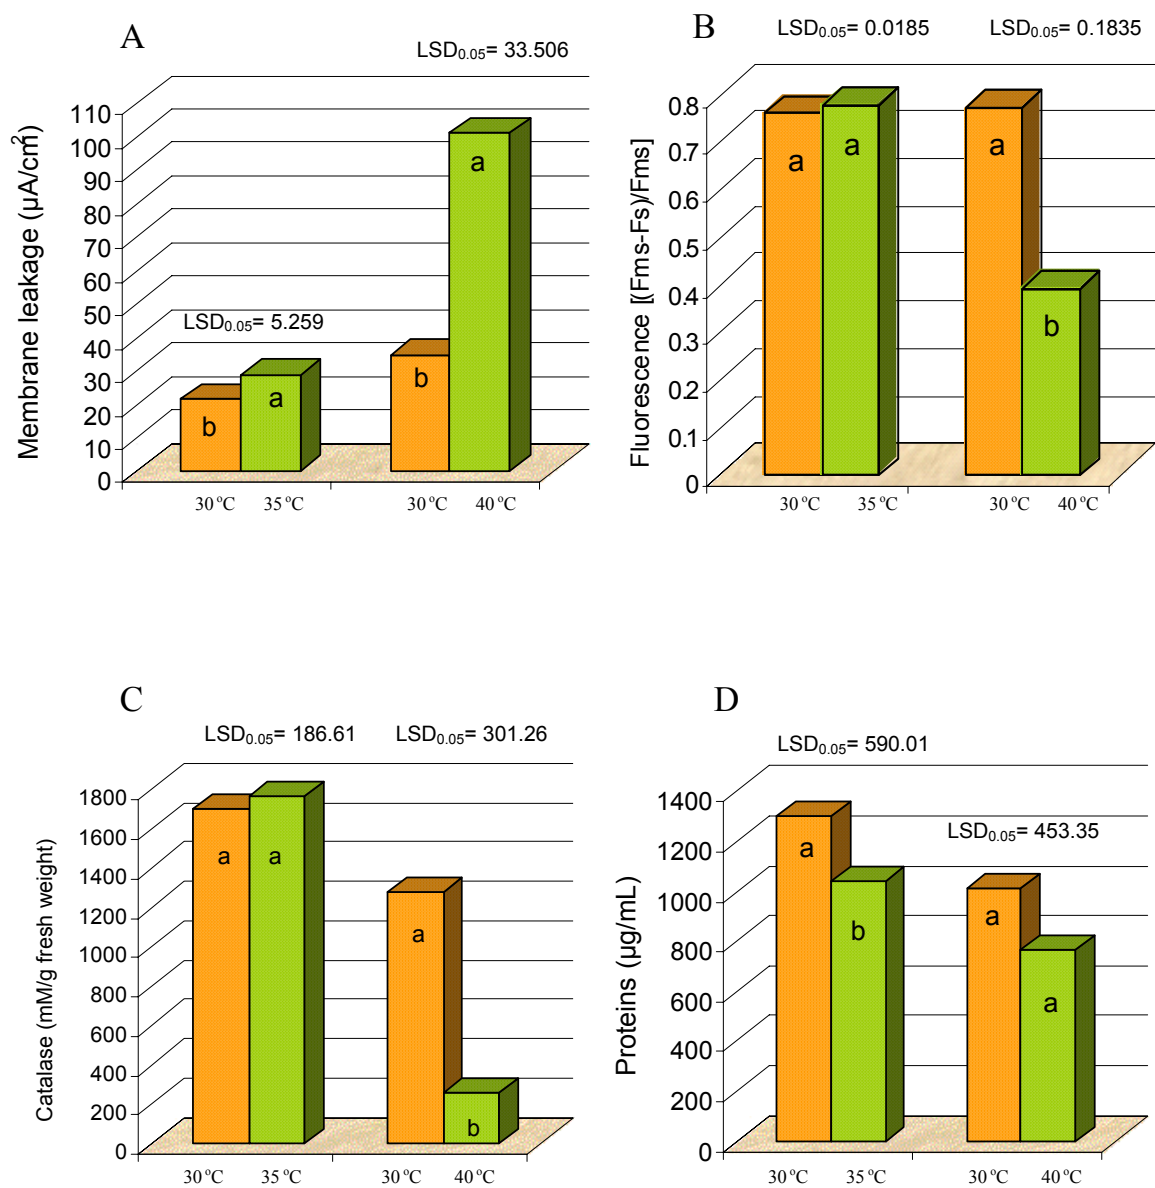 A
LSD0.05= 33.506
Membrane leakage (µA/cm2)
110
100
90
80
70
60
50
40
30
20
10
0
LSD0.05= 5.259
b
a
b
a
30 ºC 35 ºC 30 ºC 40 ºC
B
LSD0.05= 0.0185 LSD0.05= 0.1835
Fluorescence [(Fms-Fs)/Fms]
0.8
0.7
0.6
0.5
0.4
0.3
0.2
0.1
0
a
a
a
b
30 ºC 35 ºC 30 ºC 40 ºC
C
LSD0.05= 186.61 LSD0.05= 301.26
Catalase (mM/g fresh weight)
1800
1600
1400
1200
1000
800
600
400
200
0
a
a
a
b
30 ºC 35 ºC 30 ºC 40 ºC
D
LSD0.05= 590.01
Proteins (µg/mL)
1400
1200
1000
800
600
400
200
0
LSD0.05= 453.35
a
b
a
a
30 ºC 35 ºC 30 ºC 40 ºC